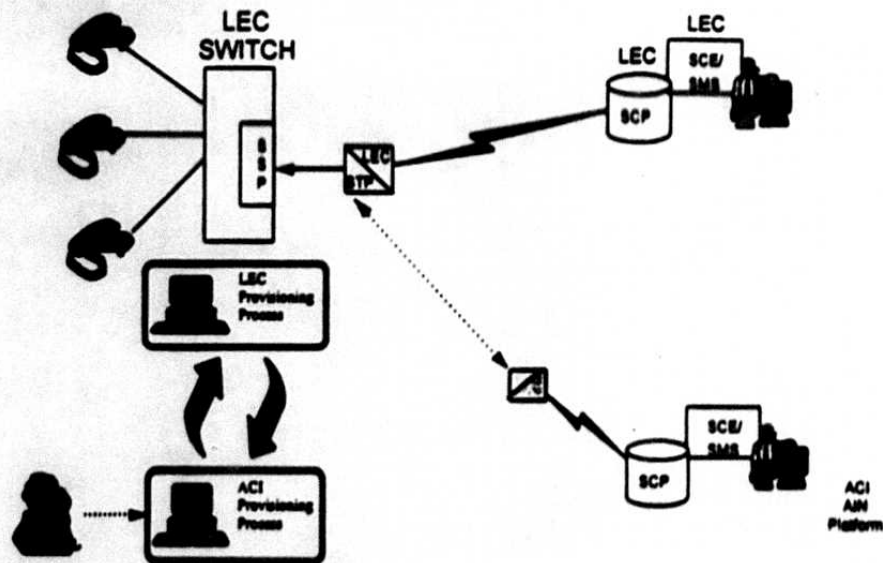 LEC
SWITCH
SSP
LEC
STP
LEC
SCP
LEC
SCE/
SMS
LEC
Provisioning
Process
ACI
Provisioning
Process
SCP
SCE/
SMS
ACI
AIN
Platform